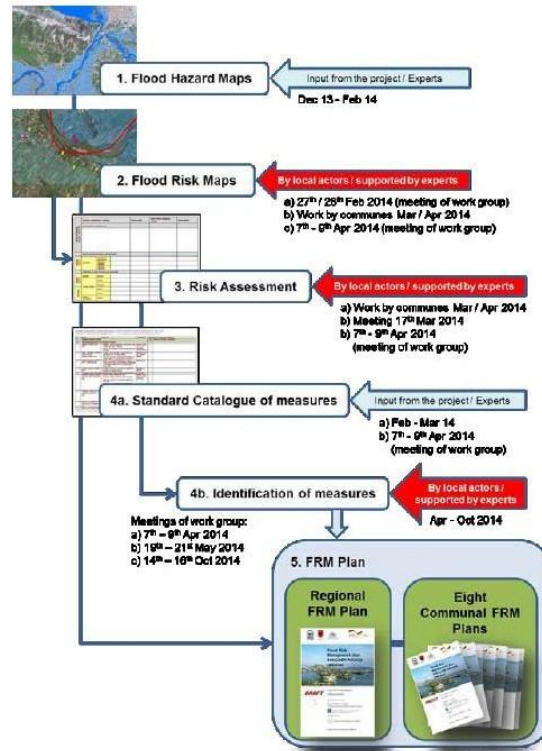 1. Flood Hazard Maps
Input from the project / Experts
Dec 13 - Feb 14
2. Flood Risk Maps
By local actors / supported by experts
a) 27th / 28th Feb 2014 (meeting of work group)
b) Work by communes Mar / Apr 2014
c) 7th - 9th Apr 2014 (meeting of work group)
3. Risk Assessment
By local actors / supported by experts
a) Work by communes Mar / Apr 2014
b) Meeting 17th Mar 2014
b) 7th - 9th Apr 2014
(meeting of work group)
4a. Standard Catalogue of measures
Input from the project / Experts
a) Feb - Mar 14
b) 7th - 9th Apr 2014
(meeting of work group)
4b. Identification of measures
By local actors /
supported by experts
Apr - Oct 2014
Meetings of work group:
a) 7th – 9th Apr 2014
b) 19th – 21st May 2014
c) 14th – 16th Oct 2014
5. FRM Plan
Regional
FRM Plan
Eight
Communal FRM
Plans
DRAFT